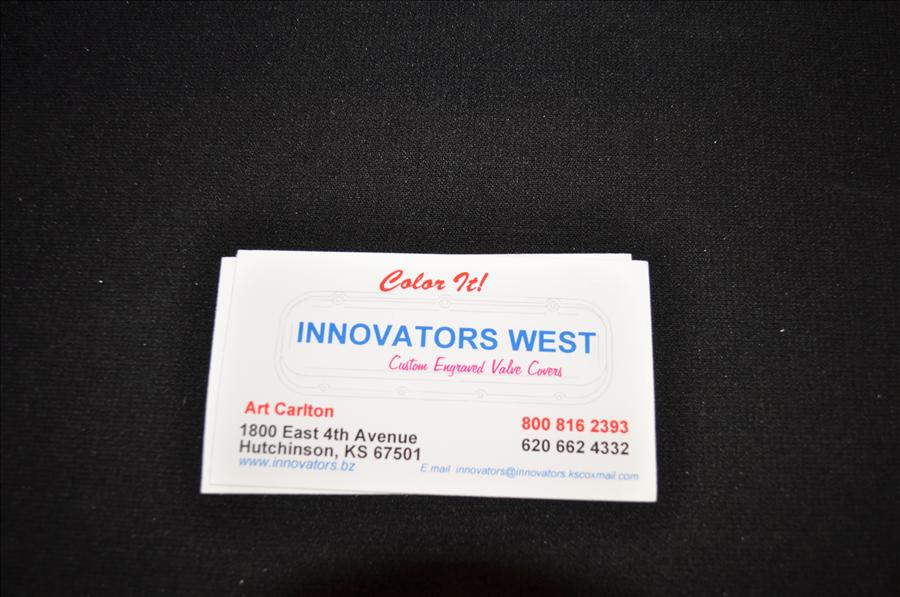 Color It!
INNOVATORS WEST
Custom Engraved Valve Covers
Art Carlton
1800 East 4th Avenue
Hutchinson, KS 67501
www.innovators.bz
800 816 2393
620 662 4332
E.mail innovators@innovators.kscoxmail.com